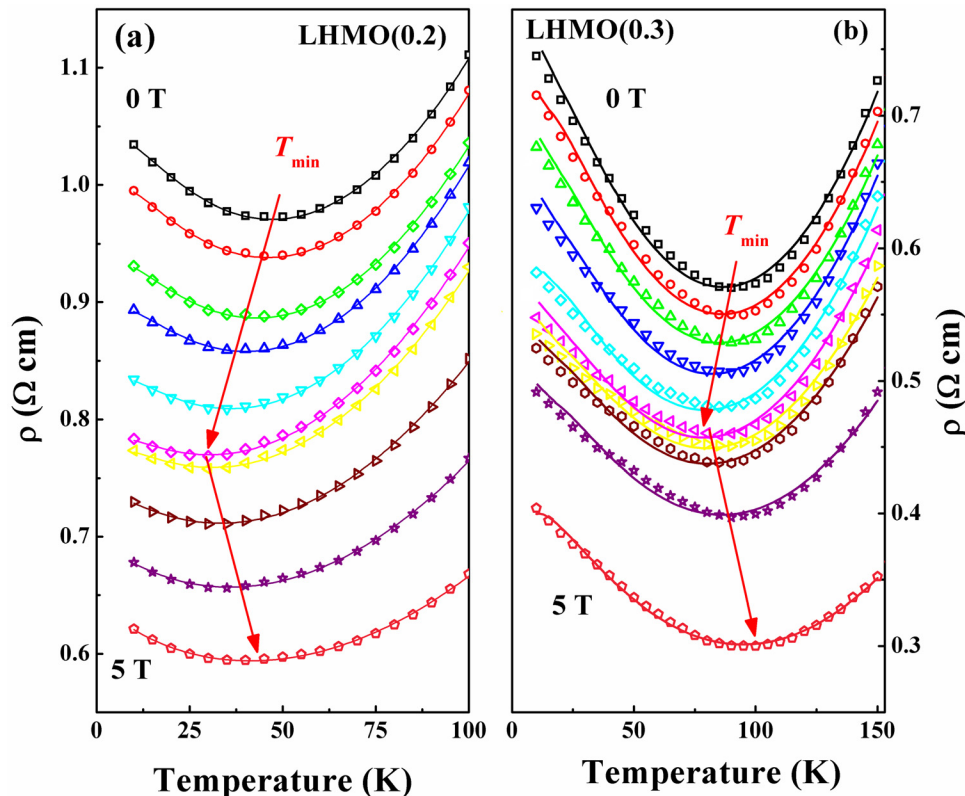 (a) LHMO(0.2)
0 T
T min
5 T
ρ (Ω cm)
1.1
1.0
0.9
0.8
0.7
0.6
0 25 50 75 100
Temperature (K)
LHMO(0.3) (b)
0 T
T min
5 T
0.7
0.6
0.5
0.4
0.3
ρ (Ω cm)
0 50 100 150
Temperature (K)